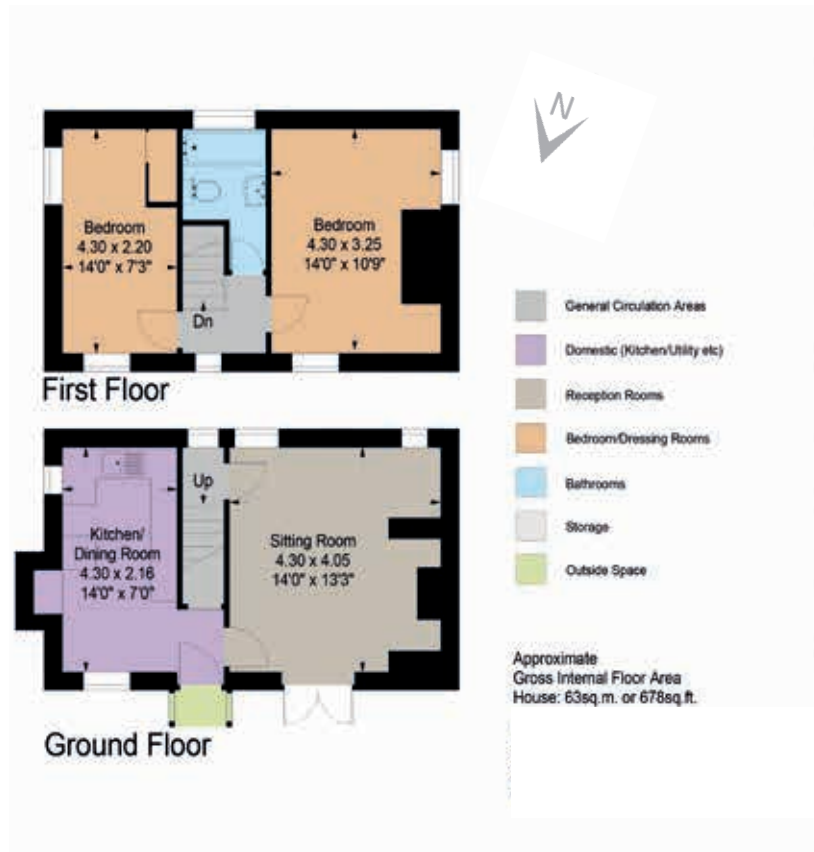 N
Bedroom
4.30 x 2.20
14'0" x 7'3"
Bedroom
4.30 x 3.25
14'0" x 10'9"
Dn
First Floor
General Circulation Areas
Domestic (Kitchen/Utility etc)
Reception Rooms
Bedroom/Dressing Rooms
Bathrooms
Storage
Outside Space
Up
Kitchen/
Dining Room
4.30 x 2.16
14'0" x 7'0"
Sitting Room
4.30 x 4.05
14'0" x 13'3"
Ground Floor
Approximate
Gross Internal Floor Area
House: 63sq.m. or 678sq.ft.